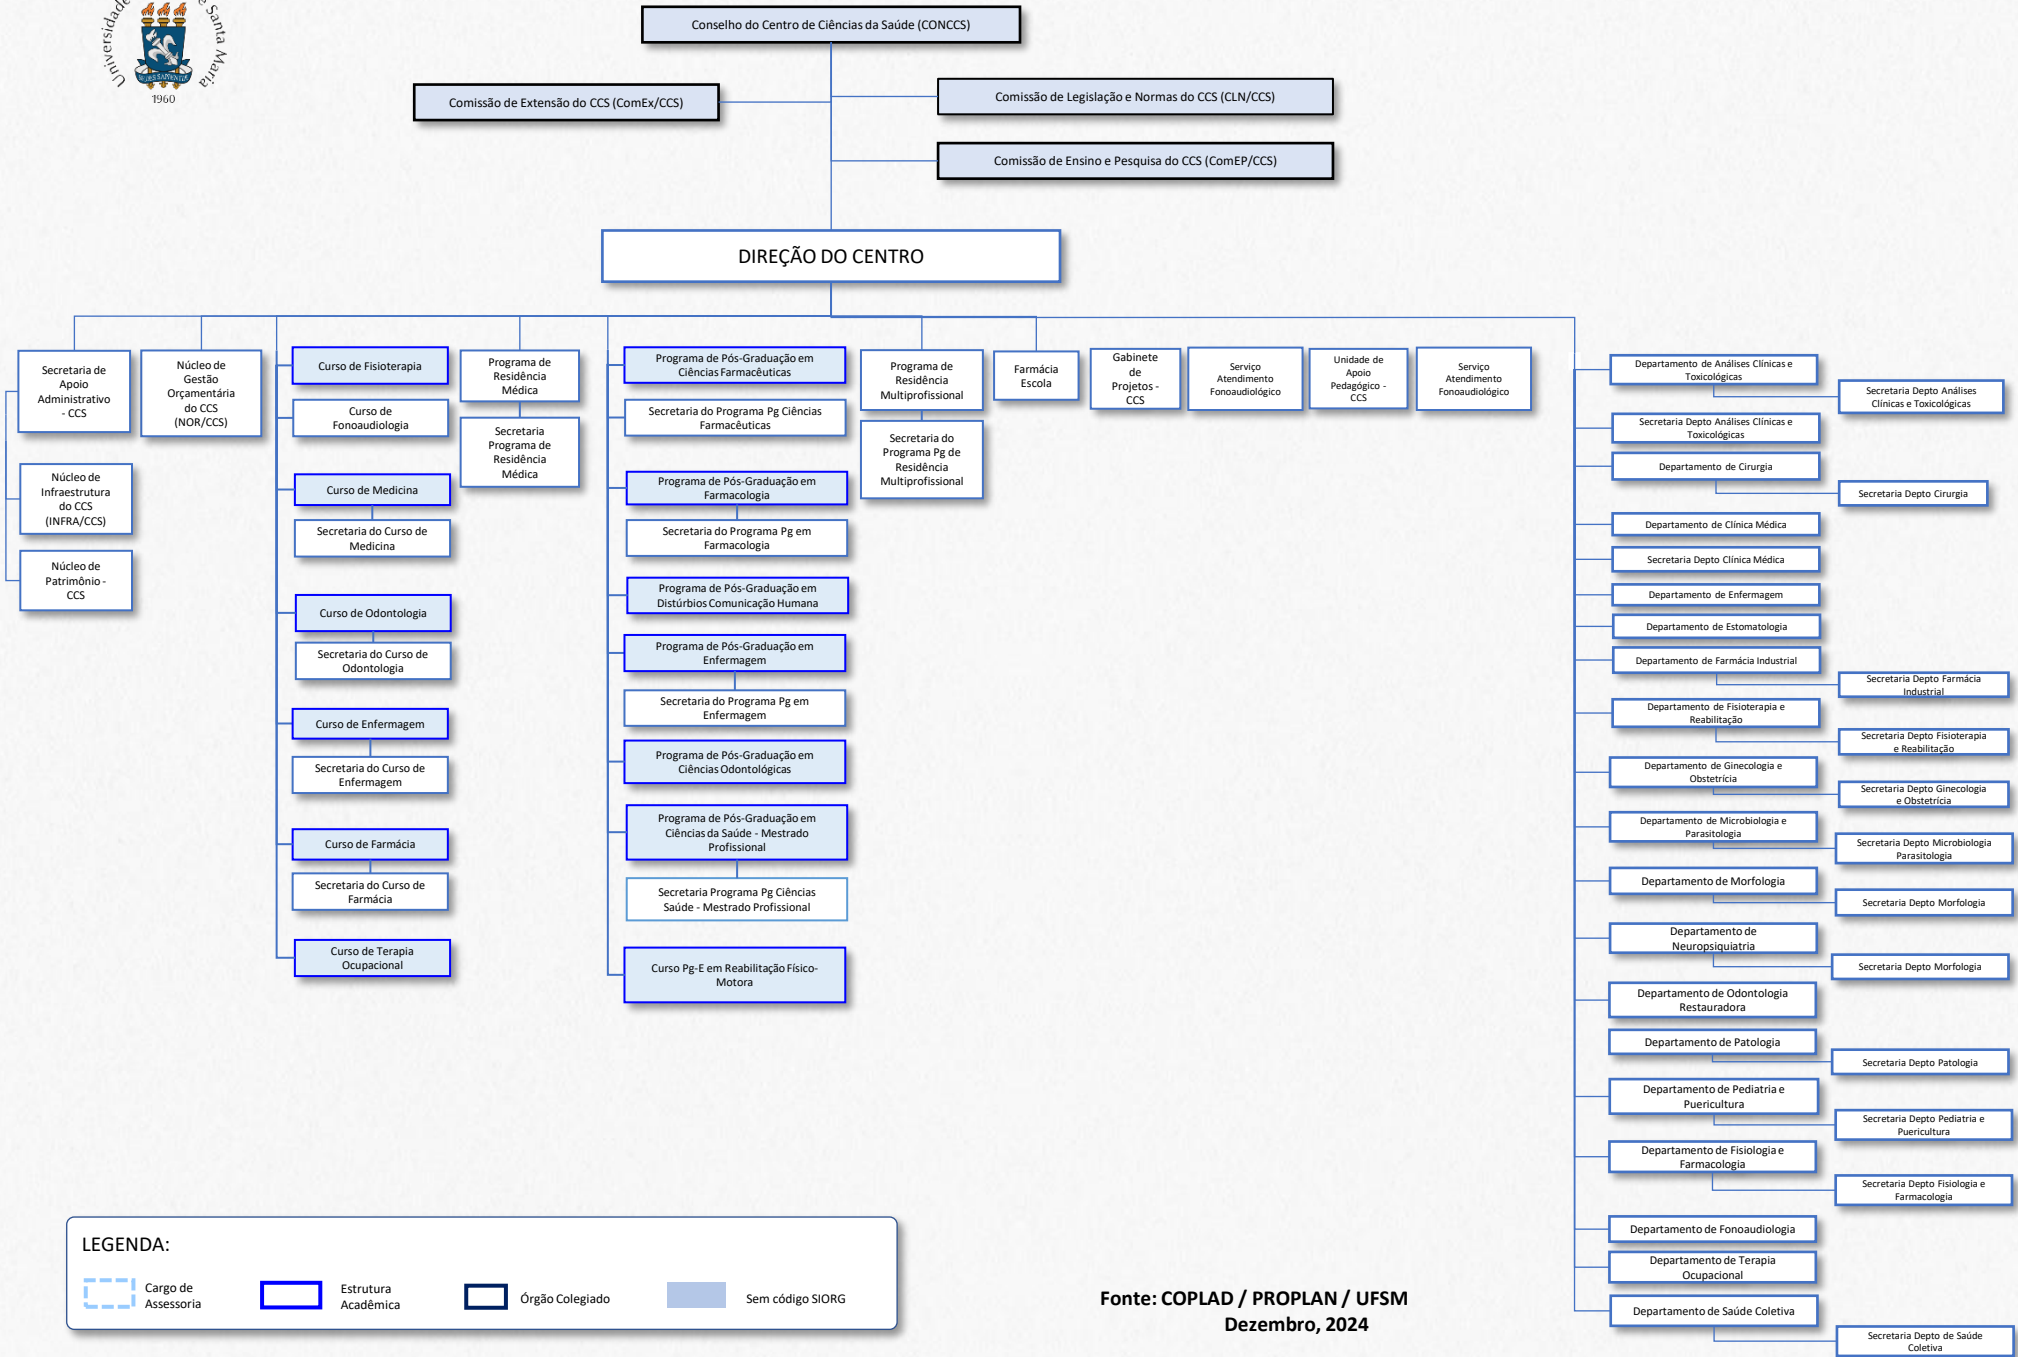 Universidade
de Santa Maria
1960
Conselho do Centro de Ciências da Saúde (CONCCS)
Comissão de Extensão do CCS (ComEx/CCS)
Comissão de Legislação e Normas do CCS (CLN/CCS)
Comissão de Ensino e Pesquisa do CCS (ComEP/CCS)
DIREÇÃO DO CENTRO
Secretaria de
Apoio
Administrativo
- CCS
Núcleo de
Infraestrutura
do CCS
(INFRA/CCS)
Núcleo de
Patrimônio -
CCS
Núcleo de
Gestão
Orçamentária
do CCS
(NOR/CCS)
Curso de Fisioterapia
Curso de
Fonoaudiologia
Curso de Medicina
Secretaria do Curso de
Medicina
Curso de Odontologia
Secretaria do Curso de
Odontologia
Curso de Enfermagem
Secretaria do Curso de
Enfermagem
Curso de Farmácia
Secretaria do Curso de
Farmácia
Curso de Terapia
Ocupacional
Programa de
Residência
Médica
Secretaria
Programa de
Residência
Médica
Programa de Pós-Graduação em
Ciências Farmacêuticas
Secretaria do Programa Pg Ciências
Farmacêuticas
Programa de Pós-Graduação em
Farmacologia
Secretaria do Programa Pg em
Farmacologia
Programa de Pós-Graduação em
Distúrbios Comunicação Humana
Programa de Pós-Graduação em
Enfermagem
Secretaria do Programa Pg em
Enfermagem
Programa de Pós-Graduação em
Ciências Odontológicas
Programa de Pós-Graduação em
Ciências da Saúde - Mestrado
Profissional
Secretaria Programa Pg Ciências
Saúde - Mestrado Profissional
Curso Pg-E em Reabilitação Físico-
Motora
Programa de
Residência
Multiprofissional
Secretaria do
Programa Pg de
Residência
Multiprofissional
Farmácia
Escola
Gabinete
de
Projetos -
CCS
Serviço
Atendimento
Fonoaudiológico
Unidade de
Apoio
Pedagógico -
CCS
Serviço
Atendimento
Fonoaudiológico
Departamento de Análises Clínicas e
Toxicológicas
Secretaria Depto Análises
Clínicas e Toxicológicas
Secretaria Depto Análises Clínicas e
Toxicológicas
Departamento de Cirurgia
Secretaria Depto Cirurgia
Departamento de Clínica Médica
Secretaria Depto Clínica Médica
Departamento de Enfermagem
Departamento de Estomatologia
Departamento de Farmácia Industrial
Secretaria Depto Farmácia
Industrial
Departamento de Fisioterapia e
Reabilitação
Secretaria Depto Fisioterapia
e Reabilitação
Departamento de Ginecologia e
Obstetrícia
Secretaria Depto Ginecologia
e Obstetrícia
Departamento de Microbiologia e
Parasitologia
Secretaria Depto Microbiologia
Parasitologia
Departamento de Morfologia
Secretaria Depto Morfologia
Departamento de
Neuropsiquiatria
Secretaria Depto Morfologia
Departamento de Odontologia
Restauradora
Departamento de Patologia
Secretaria Depto Patologia
Departamento de Pediatria e
Puericultura
Secretaria Depto Pediatria e
Puericultura
Departamento de Fisiologia e
Farmacologia
Secretaria Depto Fisiologia e
Farmacologia
Departamento de Fonoaudiologia
Departamento de Terapia
Ocupacional
Departamento de Saúde Coletiva
Secretaria Depto de Saúde
Coletiva
LEGENDA:
Cargo de
Assessoria
Estrutura
Acadêmica
Órgão Colegiado
Sem código SIORG
Fonte: COPLAD / PROPLAN / UFSM
Dezembro, 2024